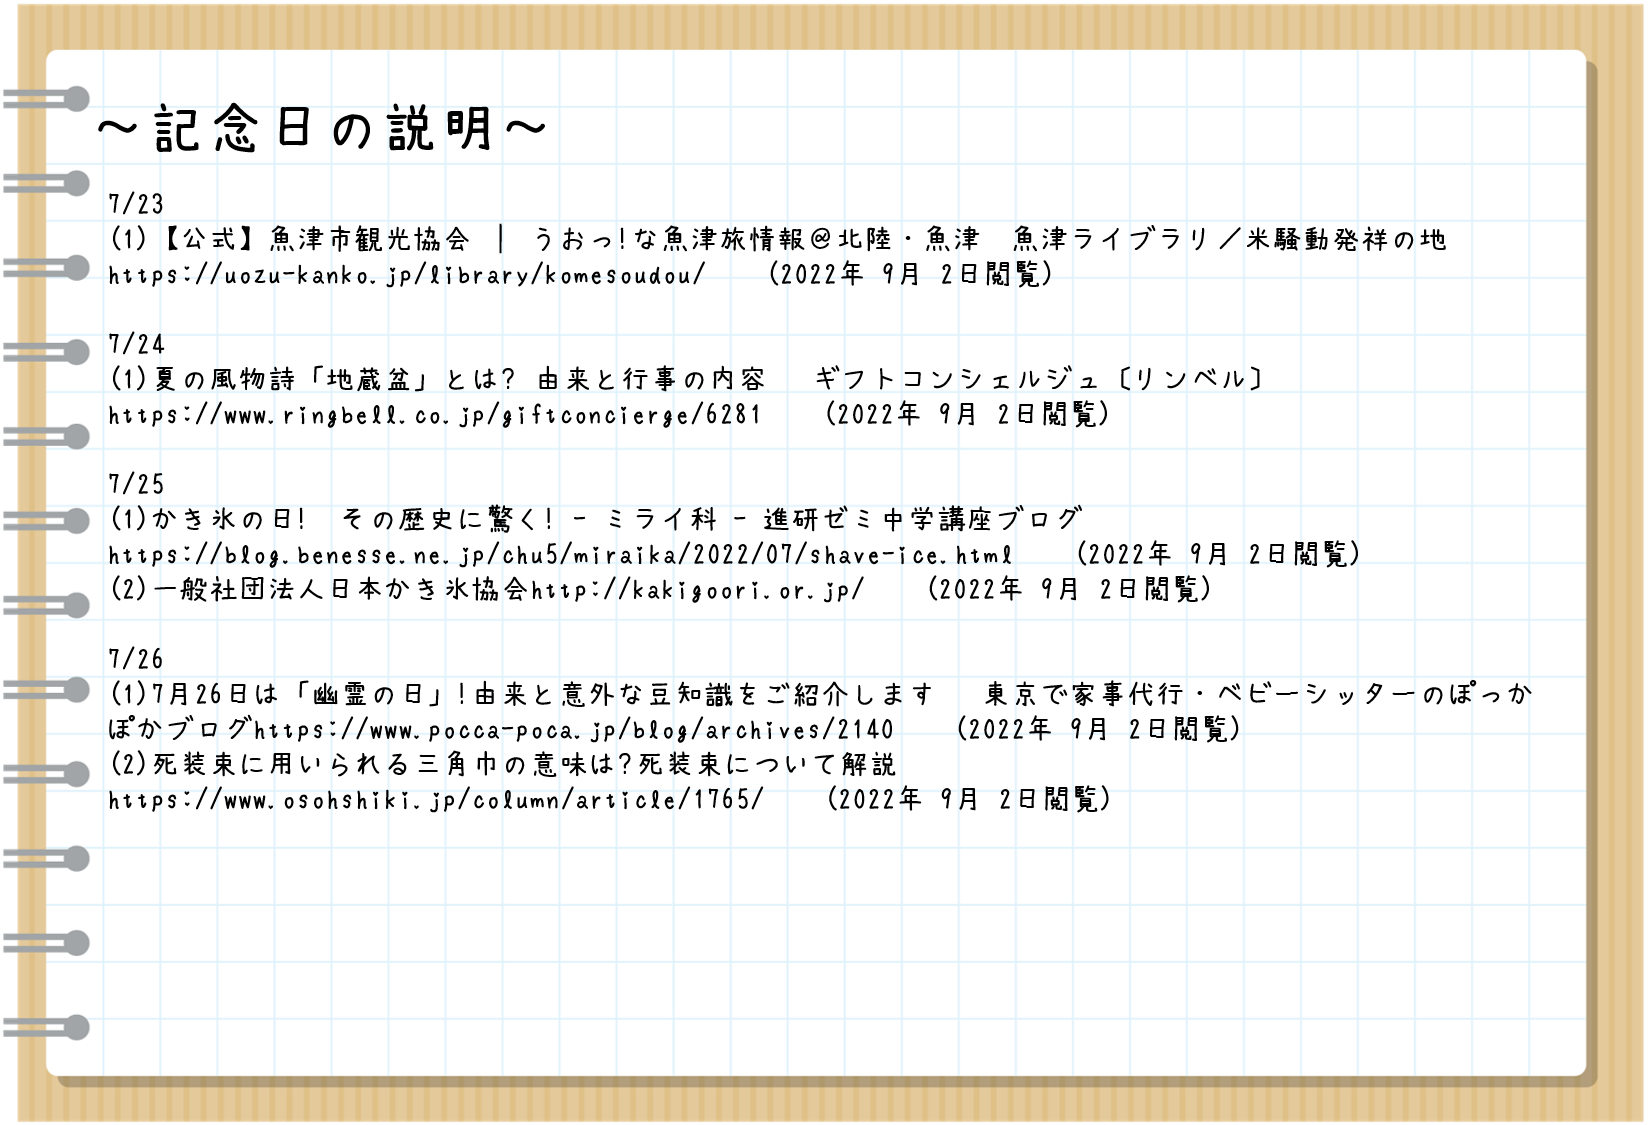 ～記念日の説明～
7/23
(1)【公式】魚津市観光協会 | うおっ!な魚津旅情報@北陸・魚津　魚津ライブラリ／米騒動発祥の地
https://uozu-kanko.jp/library/komesoudou/　　(2022年 9月 2日閲覧)
7/24
(1)夏の風物詩「地蔵盆」とは? 由来と行事の内容　ギフトコンシェルジュ〔リンベル〕
https://www.ringbell.co.jp/giftconcierge/6281　　(2022年 9月 2日閲覧)
7/25
(1)かき氷の日!　その歴史に驚く! - ミライ科 - 進研ゼミ中学講座ブログ
https://blog.benesse.ne.jp/chu5/miraika/2022/07/shave-ice.html　　(2022年 9月 2日閲覧)
(2)一般社団法人日本かき氷協会http://kakigoori.or.jp/　　(2022年 9月 2日閲覧)
7/26
(1)7月26日は「幽霊の日」!由来と意外な豆知識をご紹介します　　東京で家事代行・ベビーシッターのぽっか
ぽかブログhttps://www.pocca-poca.jp/blog/archives/2140　　(2022年 9月 2日閲覧)
(2)死装束に用いられる三角巾の意味は?死装束について解説
https://www.osohshiki.jp/column/article/1765/　　(2022年 9月 2日閲覧)